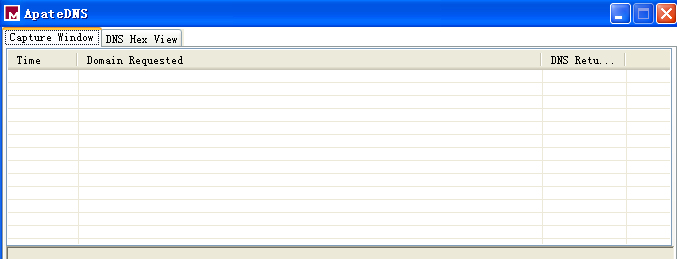 ApateDNS
Capture Window DNS Hex View
Time Domain Requested DNS Retu...